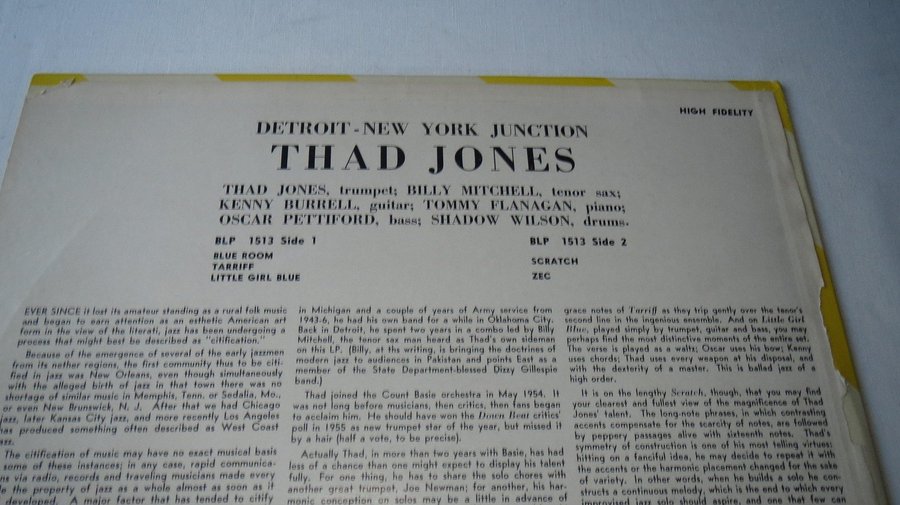 HIGH FIDELITY
DETROIT-NEW YORK JUNCTION
THAD JONES
THAD JONES, trumpet; BILLY MITCHELL, tenor sax;
KENNY BURRELL, guitar; TOMMY FLANAGAN, piano;
OSCAR PETTIFORD, bass; SHADOW WILSON, drums.
BLP 1513 Side 1
BLUE ROOM
TARRIFF
LITTLE GIRL BLUE
BLP 1513 Side 2
SCRATCH
ZEC
EVER SINCE it lost its amateur standing as a rural folk music
and began to earn attention as an esthetic American art
form in the view of the literati, jazz has been undergoing a
process that might best be described as "citification."
Because of the emergence of several of the early jazzmen
from its nether regions, the first community thus to be citi-
fied in jazz was New Orleans, even though simultaneously
with the alleged birth of jazz in that town there was no
shortage of similar music in Memphis, Tenn. or Sedalia, Mo.,
or even New Brunswick, N. J. After that we had Chicago
jazz, later Kansas City jazz, and more recently Los Angeles
has produced something often described as West Coast
jazz.
The citification of music may have no exact musical basis
some of these instances; in any case, rapid communica-
ns via radio, records and traveling musicians made every
the property of jazz as a whole almost as soon as it
developed. A major factor that has tended to citify
in Michigan and a couple of years of Army service from
1943-6, he had his own band for a while in Oklahoma City.
Back in Detroit, he spent two years in a combo led by Billy
Mitchell, the tenor sax man heard as Thad's own sideman
on this LP. (Billy, at the writing, is bringing the doctrines of
modern jazz to audiences in Pakistan and points East as a
member of the State Department-blessed Dizzy Gillespie
band.)
Thad joined the Count Basie orchestra in May 1954. It
was not long before musicians, then critics, then fans began
to acclaim him. He should have won the Down Beat critics'
poll in 1955 as new trumpet star of the year, but missed it
by a hair (half a vote, to be precise).
Actually Thad, in more than two years with Basie, has had
less of a chance than one might expect to display his talent
fully. For one thing, he has to share the solo chores with
another great trumpet, Joe Newman; for another, his har-
monic conception on solos may be a little in advance of
grace notes of Tariff as they trip gently over the tenor's
second line in the ingenious ensemble. And on Little Girl
Blue, played simply by trumpet, guitar and bass, you may
perhaps find the most distinctive moments of the entire set.
The verse is played as a waltz; Oscar uses his bow; Kenny
uses chords; Thad uses every weapon at his disposal, and
with the dexterity of a master. This is ballad jazz of a
high order.
It is on the lengthy Scratch, though, that you may find
your clearest and fullest view of the magnificence of Thad
Jones' talent. The long-note phrases, in which contrasting
accents compensate for the scarcity of notes, are followed
by peppery passages alive with sixteenth notes. Thad's
symmetry of construction is one of his most telling virtues
hitting on a fanciful idea, he may decide to repeat it with
the accents or the harmonic placement changed for the sake
of variety. In other words, when he builds a solo he con-
structs a continuous melody, which is the end to which every
improvised jazz solo should aspire, and one that few can